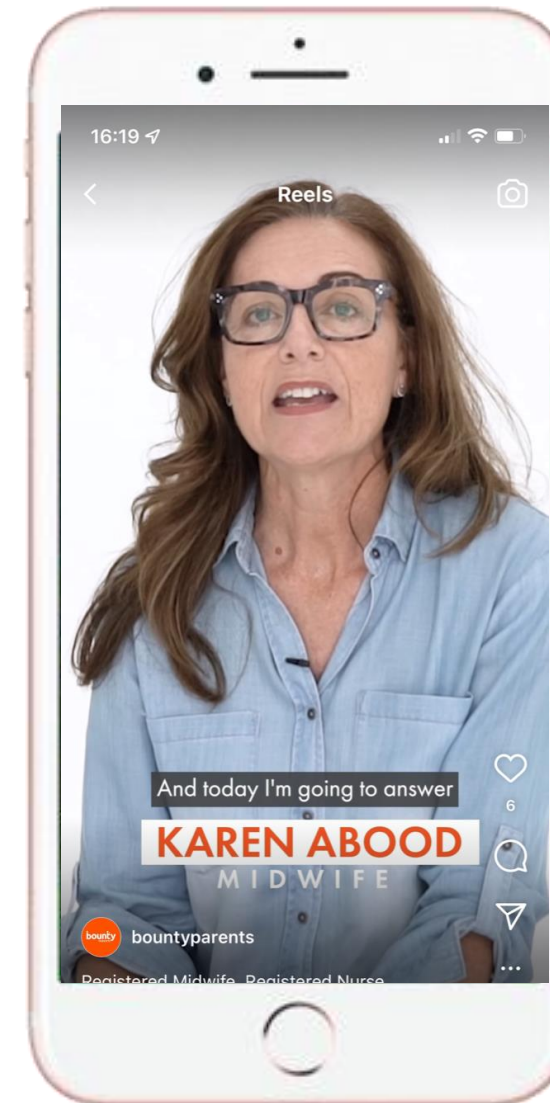 16:19
Reels
And today I'm going to answer
6
KAREN ABOOD
MIDWIFE
bounty
bountyparents
Registered Midwife, Registered Nurse